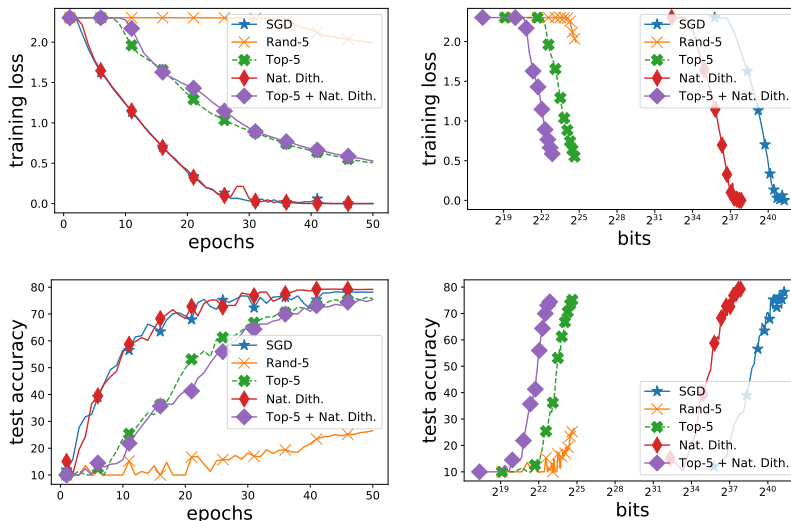 training loss
2.0
1.5
1.0
0.5
0.0
SGD
Rand-5
Top-5
Nat. Dith.
Top-5 + Nat. Dith.
0 10 20 30 40 50
epochs
training loss
2.0
1.5
1.0
0.5
0.0
SGD
Rand-5
Top-5
Nat. Dith.
Top-5 + Nat. Dith.
2^19 2^22 2^25 2^28 2^31 2^34 2^37 2^40
bits
test accuracy
80
70
60
50
40
30
20
10
SGD
Rand-5
Top-5
Nat. Dith.
Top-5 + Nat. Dith.
0 10 20 30 40 50
epochs
test accuracy
80
70
60
50
40
30
20
10
SGD
Rand-5
Top-5
Nat. Dith.
Top-5 + Nat. Dith.
2^19 2^22 2^25 2^28 2^31 2^34 2^37 2^40
bits